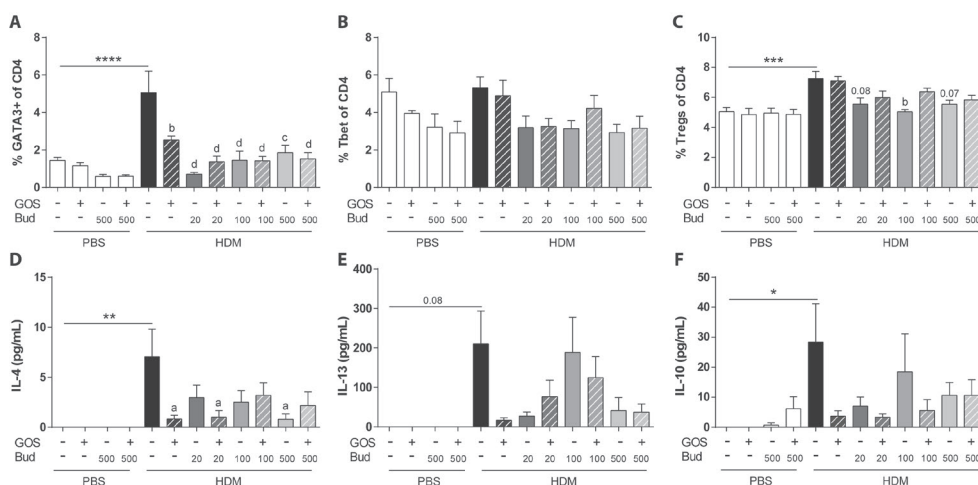 A
% GATA3+ of CD4
8
6
4
2
0
****
b
d
d
d
d
c
d
GOS - + - + - + - + - + - +
Bud - - 500 500 - - 20 20 100 100 500 500
PBS HDM
B
% Tbet of CD4
8
6
4
2
0
GOS - + - + - + - + - + - +
Bud - - 500 500 - - 20 20 100 100 500 500
PBS HDM
C
% Tregs of CD4
10
8
6
4
2
0
***
0.08
b
0.07
GOS - + - + - + - + - + - +
Bud - - 500 500 - - 20 20 100 100 500 500
PBS HDM
D
IL-4 (pg/mL)
15
10
5
0
**
a
a
a
GOS - + - + - + - + - + - +
Bud - - 500 500 - - 20 20 100 100 500 500
PBS HDM
E
IL-13 (pg/mL)
400
300
200
100
0
0.08
GOS - + - + - + - + - + - +
Bud - - 500 500 - - 20 20 100 100 500 500
PBS HDM
F
IL-10 (pg/mL)
50
40
30
20
10
0
*
GOS - + - + - + - + - + - +
Bud - - 500 500 - - 20 20 100 100 500 500
PBS HDM